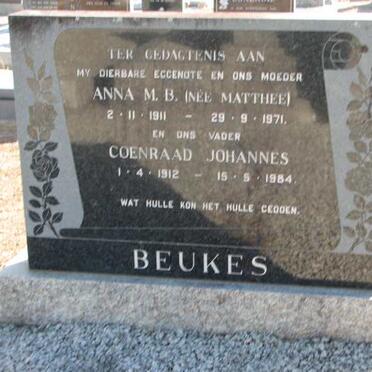 TER GEDAGTENIS AAN
MY DIERBARE EGGENOTE EN ONS MOEDER
ANNA M. B. (NÉE MATTHEE)
2 - 11 - 1911 - 29 - 9 - 1971.
EN ONS VADER
COENRAAD JOHANNES
1 - 4 - 1912 - 15 - 5 - 1984.
WAT HULLE KON HET HULLE GEDOEN.
BEUKES